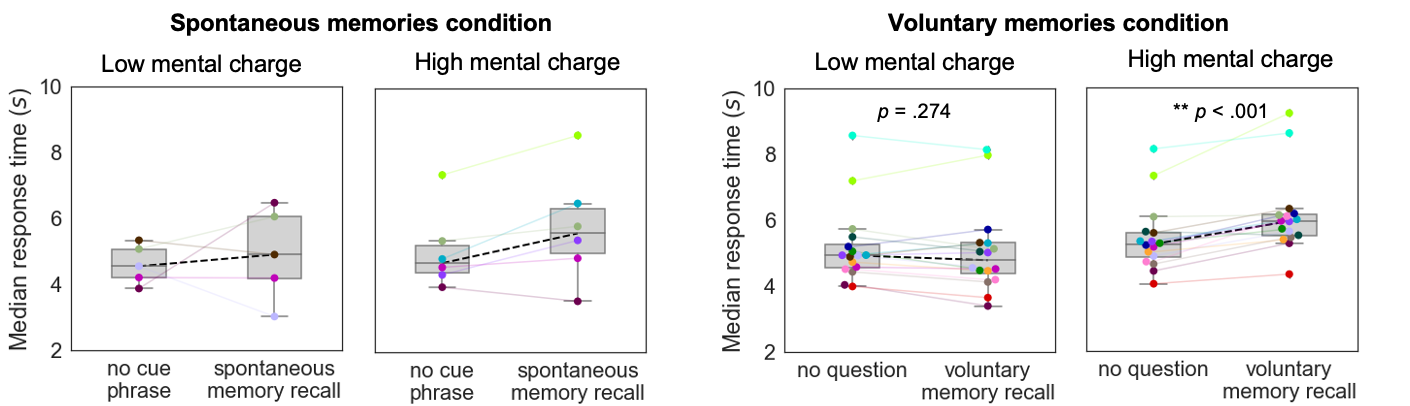 Spontaneous memories condition
Low mental charge
High mental charge
Median response time (s)
10
8
6
4
2
no cue
phrase
spontaneous
memory recall
no cue
phrase
spontaneous
memory recall
Voluntary memories condition
Low mental charge
High mental charge
Median response time (s)
10
8
6
4
2
p = .274
** p < .001
no question
voluntary
memory recall
no question
voluntary
memory recall